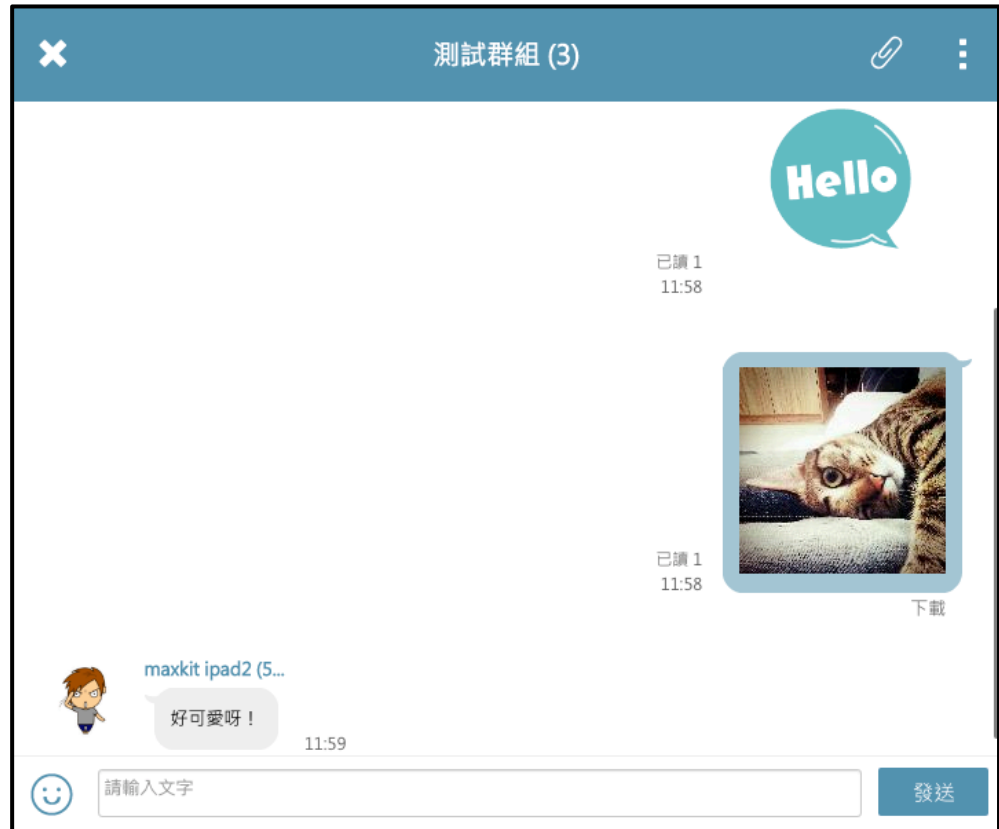 測試群組 (3)
Hello
已讀 1
11:58
已讀 1
11:58
下載
maxkit ipad2 (5...
好可愛呀！
11:59
請輸入文字
發送